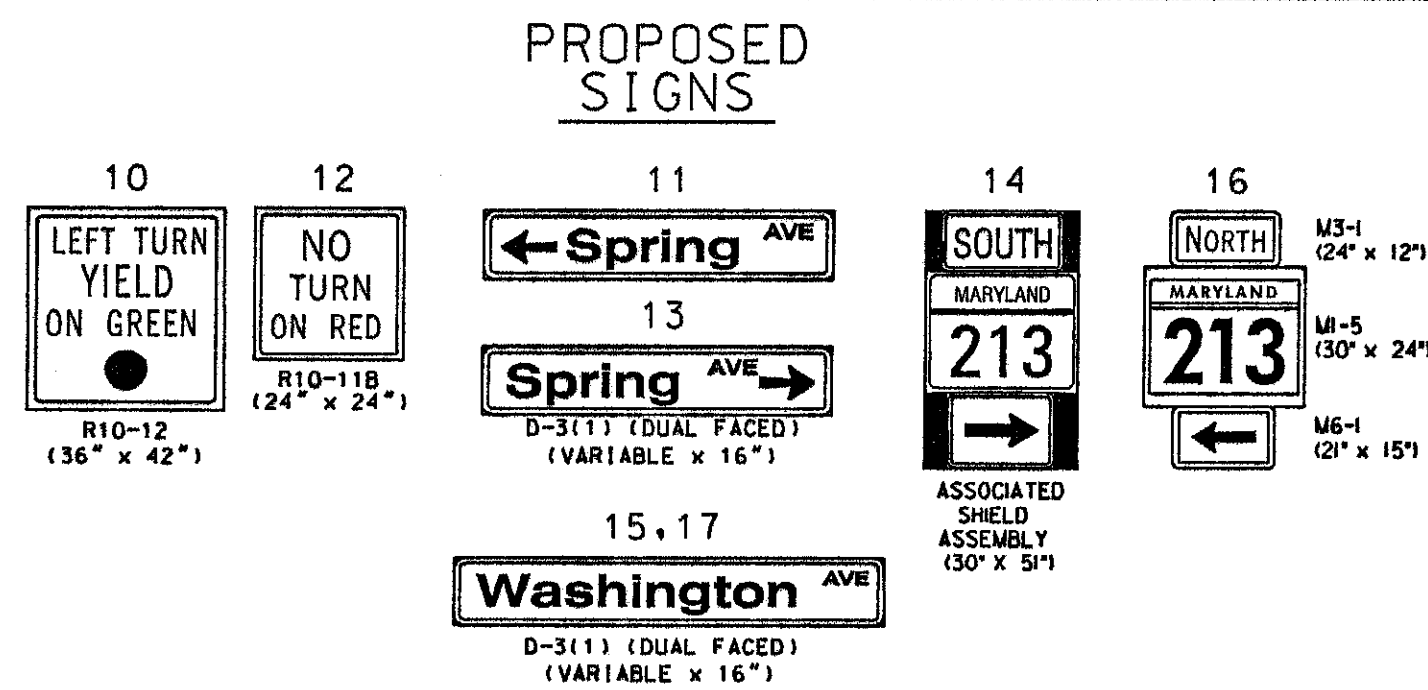 PROPOSED
SIGNS
10
LEFT TURN
YIELD
ON GREEN
R10-12
(36" x 42")
12
NO
TURN
ON RED
R10-11B
(24" x 24")
11
←Spring AVE
13
Spring AVE→
D-3(1) (DUAL FACED)
(VARIABLE x 16")
15,17
Washington AVE
D-3(1) (DUAL FACED)
(VARIABLE x 16")
14
SOUTH
MARYLAND
213
→
ASSOCIATED
SHIELD
ASSEMBLY
(30" X 51")
16
NORTH
MARYLAND
213
←
M3-1
(24" x 12")
M1-5
(30" x 24")
M6-1
(21" x 15")